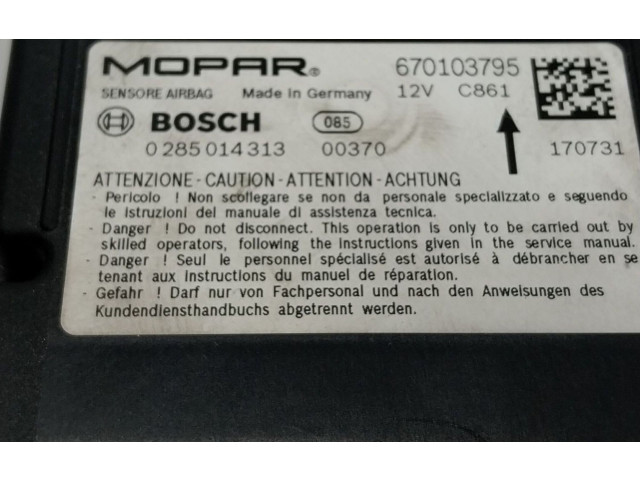 MOPAR® 670103795
SENSORE AIRBAG Made in Germany 12V C861
BOSCH 085
0 285 014 313 00370 170731
ATTENZIONE - CAUTION - ATTENTION - ACHTUNG
- Pericolo ! Non scollegare se non da personale specializzato e seguendo
le istruzioni del manuale di assistenza tecnica.
- Danger ! Do not disconnect. This operation is only to be carried out by
skilled operators, following the instructions given in the service manual.
- Danger ! Seul le personnel spécialisé est autorisé à débrancher en se
tenant aux instructions du manuel de réparation.
- Gefahr ! Darf nur von Fachpersonal und nach den Anweisungen des
Kundendiensthandbuchs abgetrennt werden.